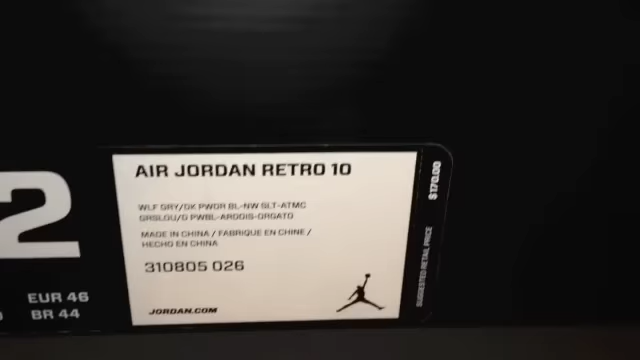 AIR JORDAN RETRO 10
WLF GRY/DK PWDR BL-NW SLT-ATMC
GRSLOU/D PWBL-ARDOIS-ORGATO
MADE IN CHINA / FABRIQUE EN CHINE /
HECHO EN CHINA
310805 026
JORDAN.COM
$170.00
SUGGESTED RETAIL PRICE
2
EUR 46
BR 44